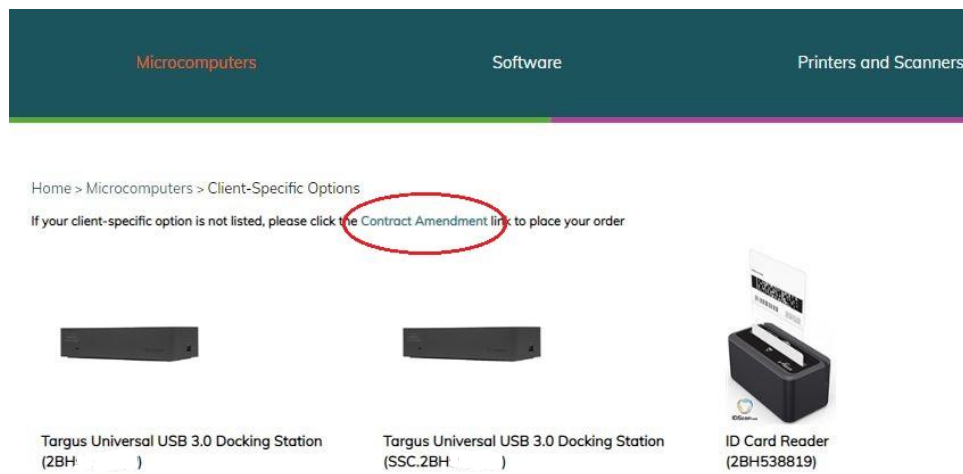 Microcomputers Software Printers and Scanners
Home > Microcomputers > Client-Specific Options
If your client-specific option is not listed, please click the Contract Amendment link to place your order
IDScan
Targus Universal USB 3.0 Docking Station Targus Universal USB 3.0 Docking Station ID Card Reader
(2BH ) (SSC.2BH ) (2BH538819)